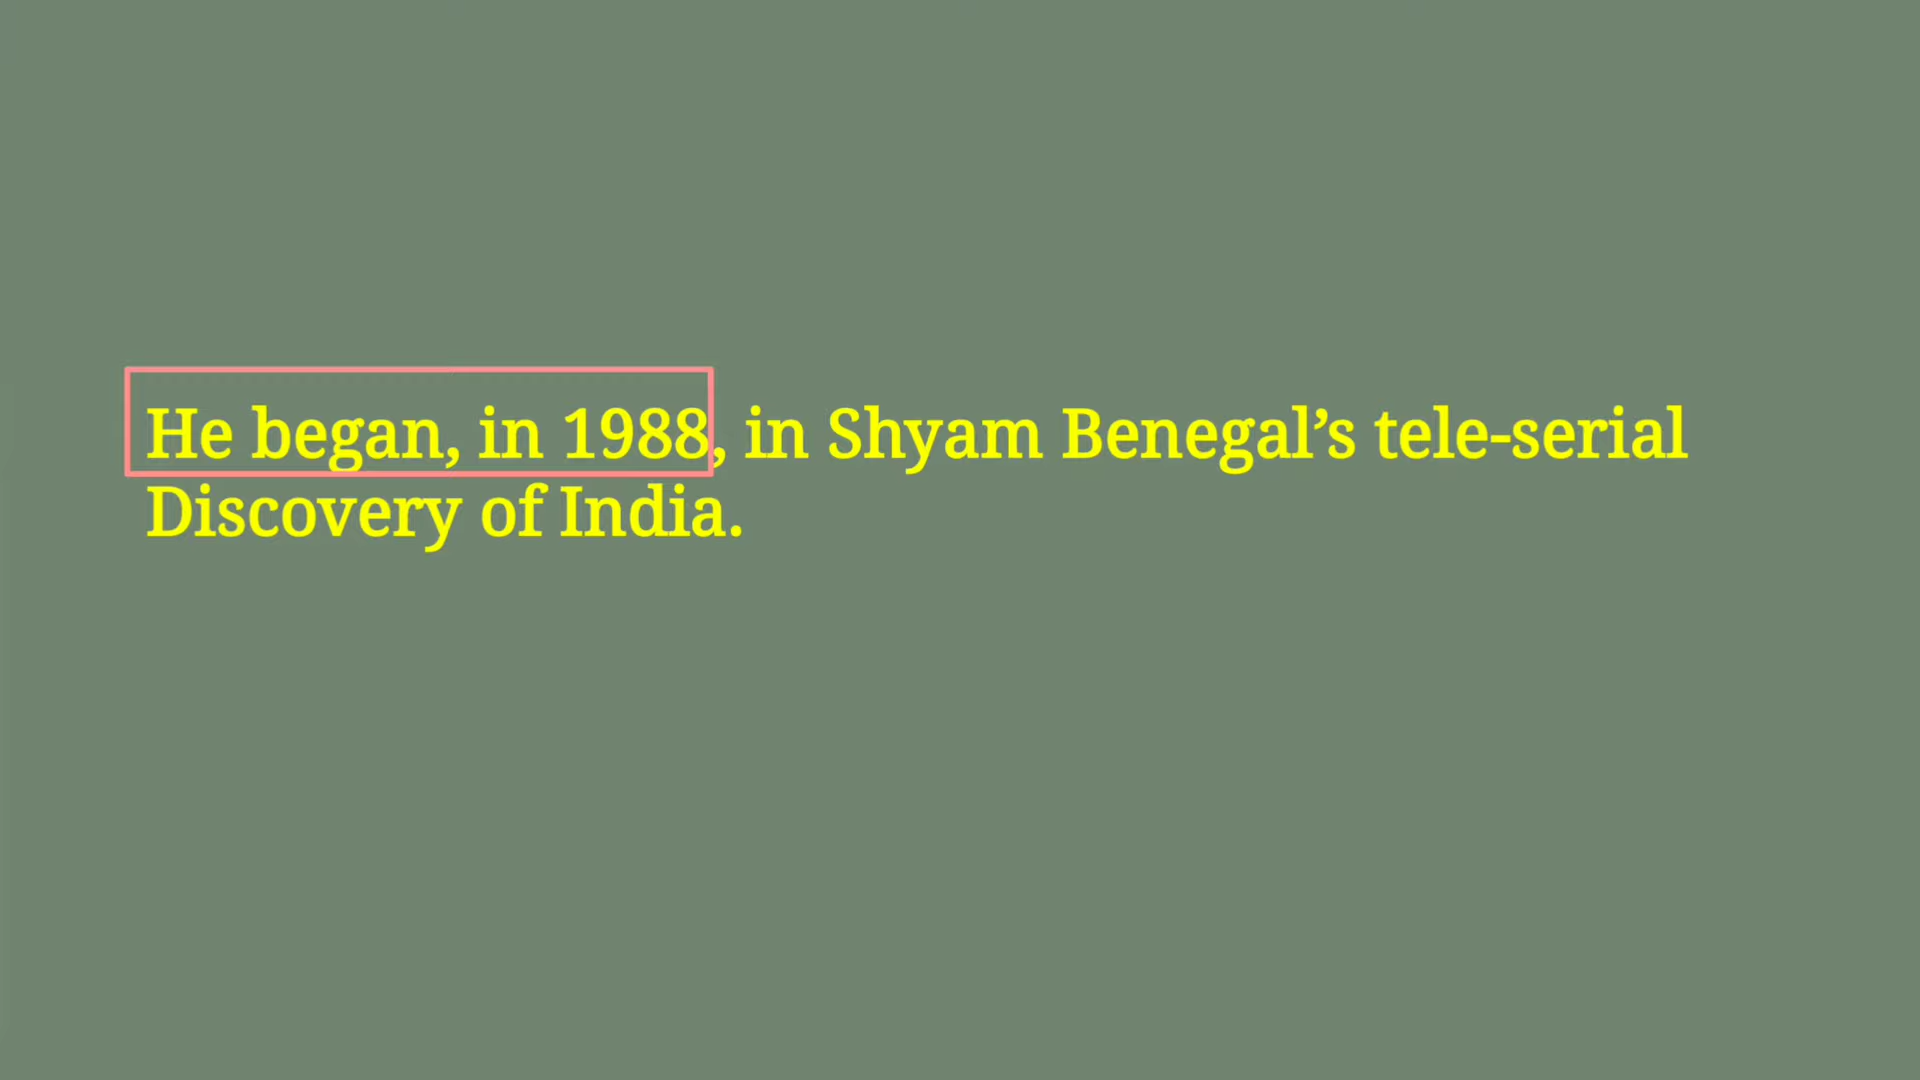 He began, in 1988, in Shyam Benegal’s tele-serial
Discovery of India.